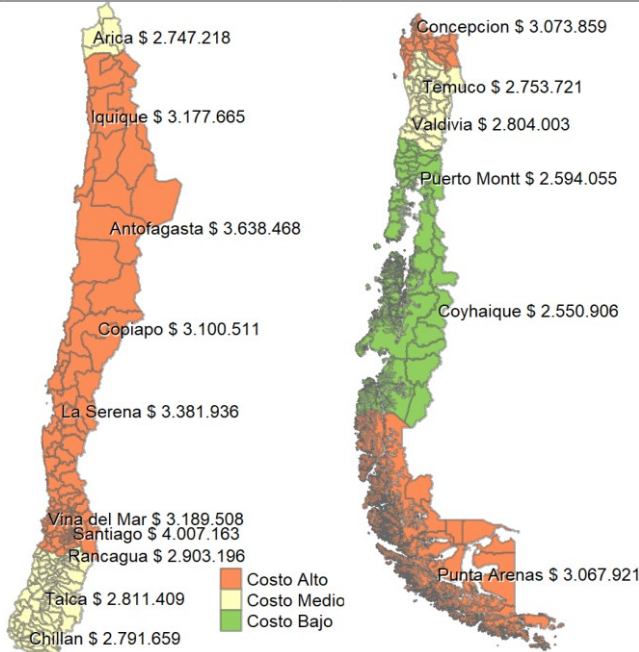 Arica $ 2.747.218
Iquique $ 3.177.665
Antofagasta $ 3.638.468
Copiapo $ 3.100.511
La Serena $ 3.381.936
Vina del Mar $ 3.189.508
Santiago $ 4.007.163
Rancagua $ 2.903.196
Talca $ 2.811.409
Chillan $ 2.791.659
Costo Alto
Costo Medio
Costo Bajo
Concepcion $ 3.073.859
Temuco $ 2.753.721
Valdivia $ 2.804.003
Puerto Montt $ 2.594.055
Coyhaique $ 2.550.906
Punta Arenas $ 3.067.921